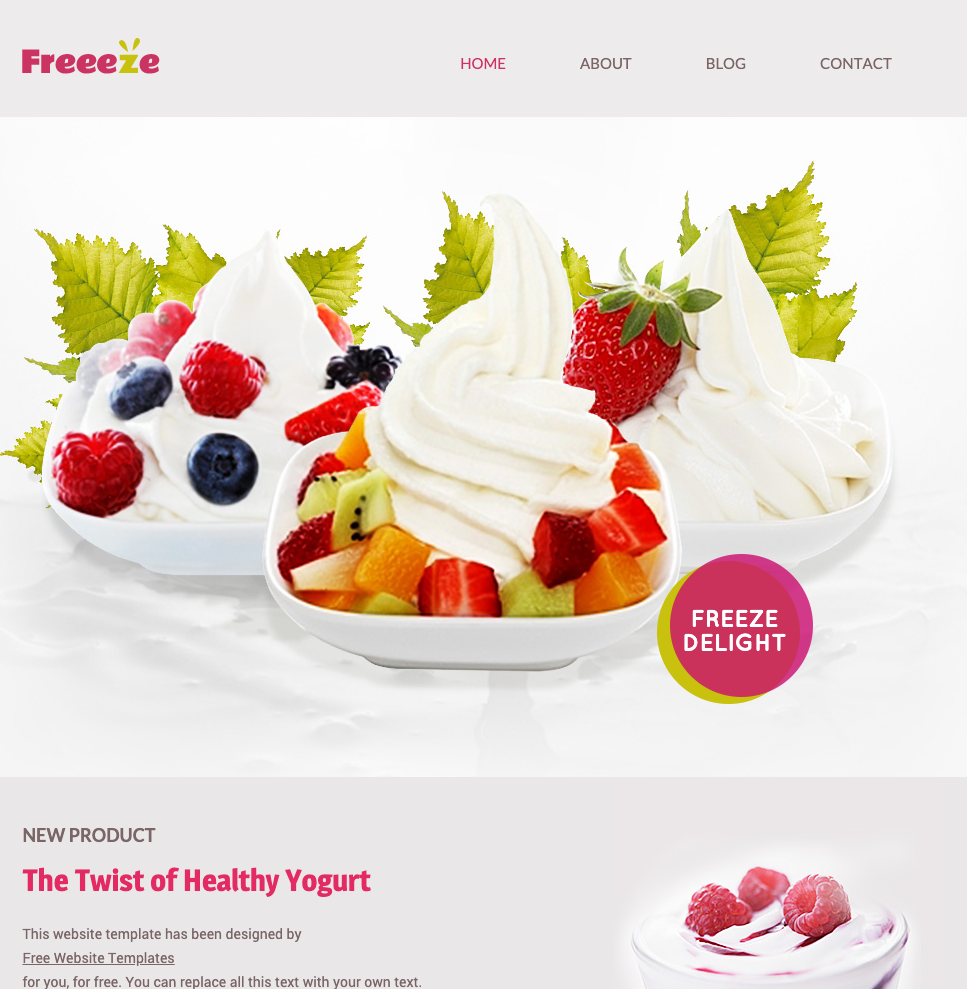 Freeeze
HOME
ABOUT
BLOG
CONTACT
FREEZE
DELIGHT
NEW PRODUCT
The Twist of Healthy Yogurt
This website template has been designed by
Free Website Templates
for you, for free. You can replace all this text with your own text.